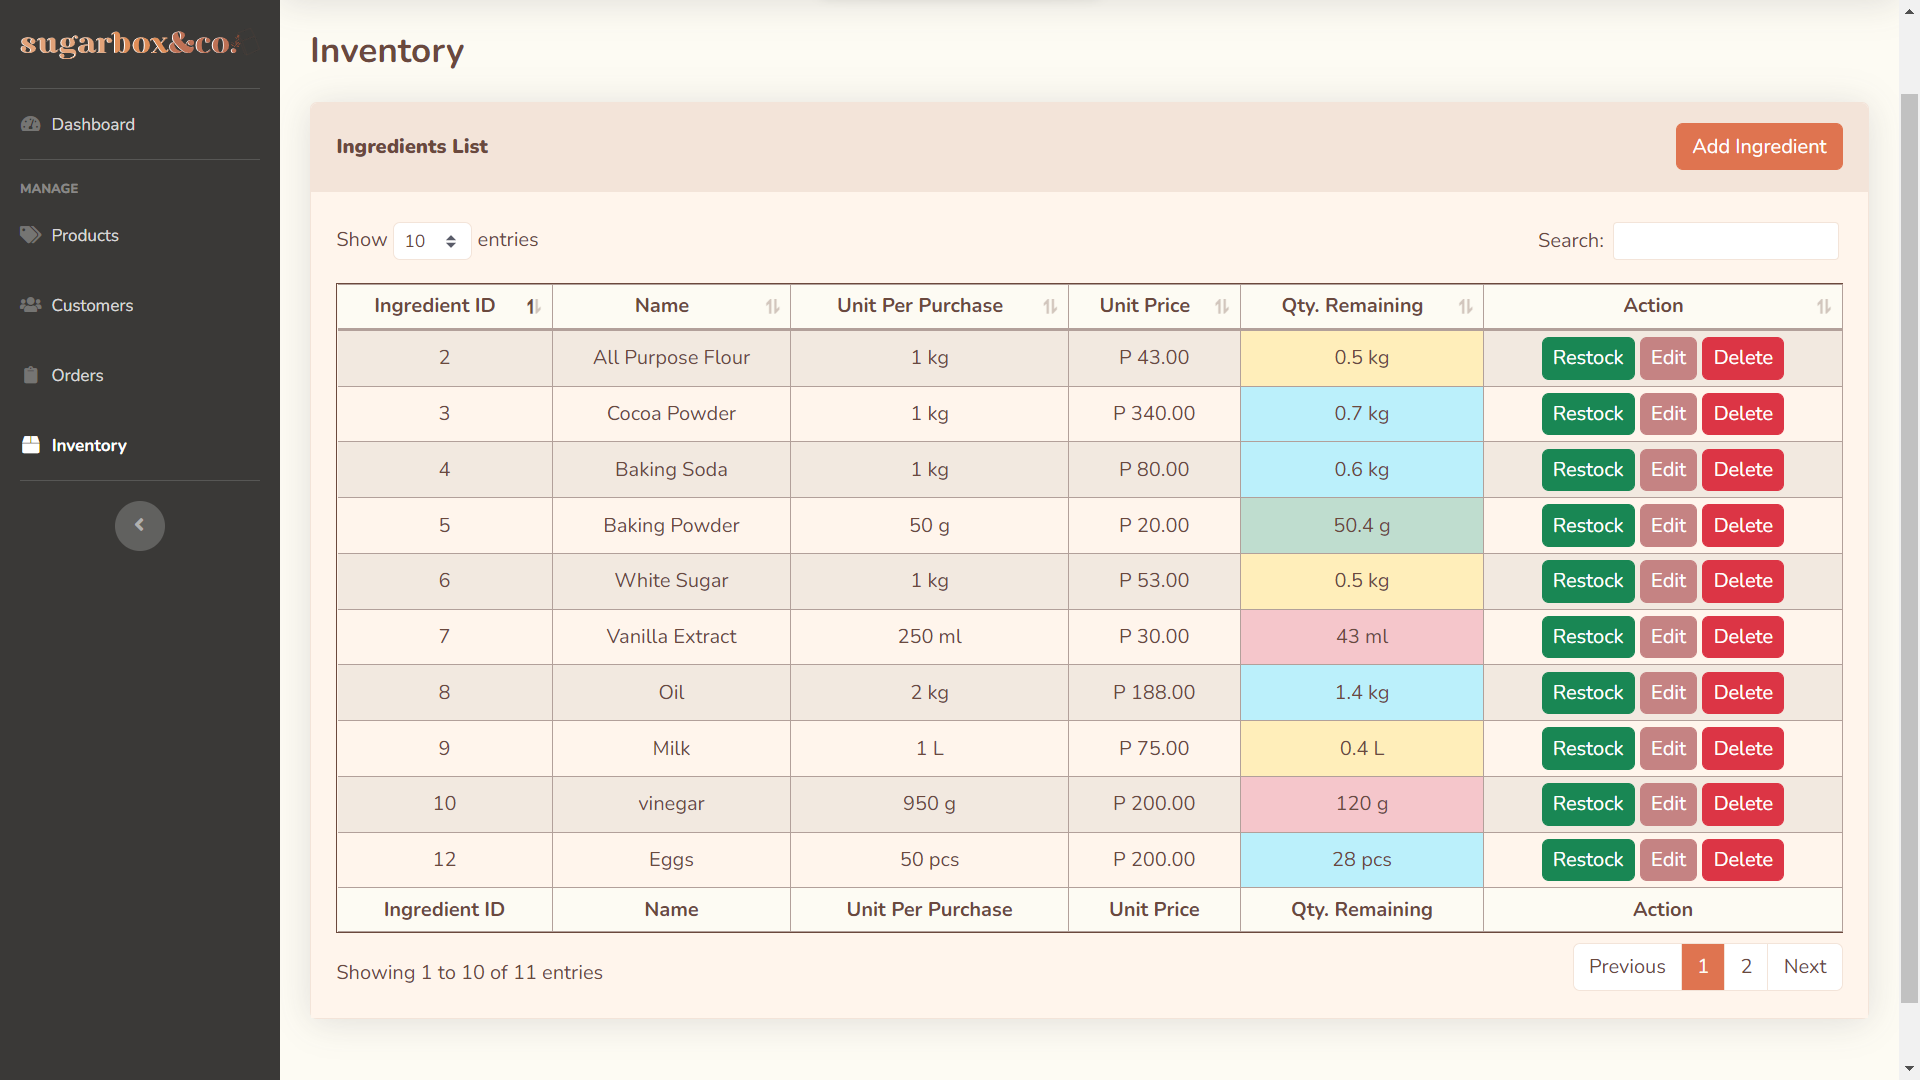 sugarbox&co.
Dashboard
MANAGE
Products
Customers
Orders
Inventory
Inventory
Ingredients List
Add Ingredient
Show 10 entries
Search:
Ingredient ID Name Unit Per Purchase Unit Price Qty. Remaining Action
2 All Purpose Flour 1 kg P 43.00 0.5 kg Restock Edit Delete
3 Cocoa Powder 1 kg P 340.00 0.7 kg Restock Edit Delete
4 Baking Soda 1 kg P 80.00 0.6 kg Restock Edit Delete
5 Baking Powder 50 g P 20.00 50.4 g Restock Edit Delete
6 White Sugar 1 kg P 53.00 0.5 kg Restock Edit Delete
7 Vanilla Extract 250 ml P 30.00 43 ml Restock Edit Delete
8 Oil 2 kg P 188.00 1.4 kg Restock Edit Delete
9 Milk 1 L P 75.00 0.4 L Restock Edit Delete
10 vinegar 950 g P 200.00 120 g Restock Edit Delete
12 Eggs 50 pcs P 200.00 28 pcs Restock Edit Delete
Ingredient ID Name Unit Per Purchase Unit Price Qty. Remaining Action
Showing 1 to 10 of 11 entries
Previous 1 2 Next